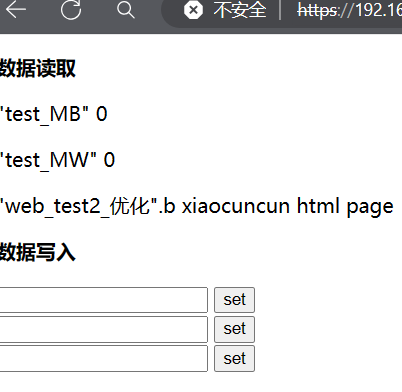 不安全 https://192.16
数据读取
"test_MB" 0
"test_MW" 0
"web_test2_优化".b xiaocuncun html page
数据写入
set
set
set